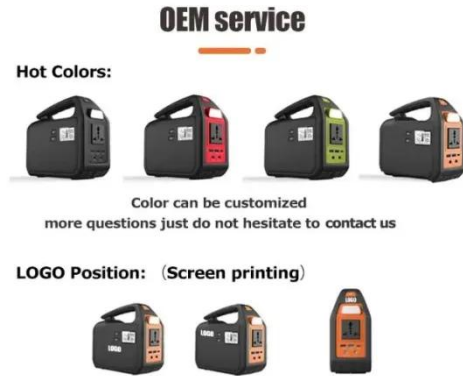 OEM service
Hot Colors:
Color can be customized
more questions just do not hesitate to contact us
LOGO Position: （Screen printing）
LOGO
LOGO
LOGO